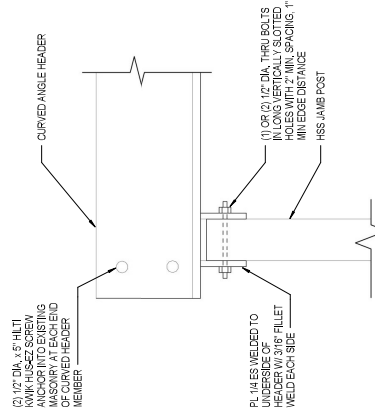 (2) 1/2" DIA. x 5" HILTI
KWIK HUS-EZ SCREW
ANCHOR INTO EXISTING
MASONRY AT EACH END
OF CURVED HEADER
MEMBER
CURVED ANGLE HEADER
PL 1/4 ES WELDED TO
UNDERSIDE OF
HEADER W/ 3/16" FILLET
WELD EACH SIDE
(1) OR (2) 1/2" DIA. THRU BOLTS
IN LONG VERTICALLY SLOTTED
HOLES WITH 2" MIN. SPACING, 1"
MIN EDGE DISTANCE
HSS JAMB POST